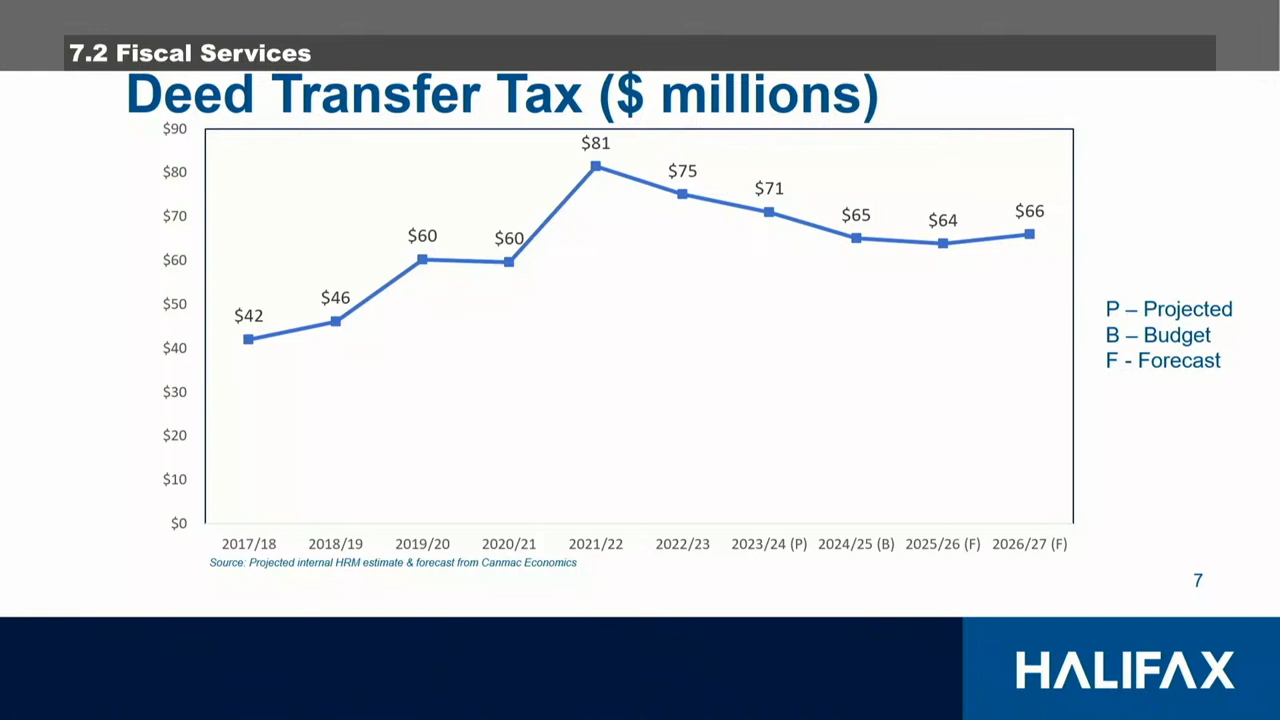 7.2 Fiscal Services
Deed Transfer Tax ($ millions)
$90
$80
$70
$60
$50
$40
$30
$20
$10
$0
$42
$46
$60
$60
$81
$75
$71
$65
$64
$66
2017/18 2018/19 2019/20 2020/21 2021/22 2022/23 2023/24 (P) 2024/25 (B) 2025/26 (F) 2026/27 (F)
Source: Projected internal HRM estimate & forecast from Canmac Economics
P – Projected
B – Budget
F - Forecast
7
HALIFAX